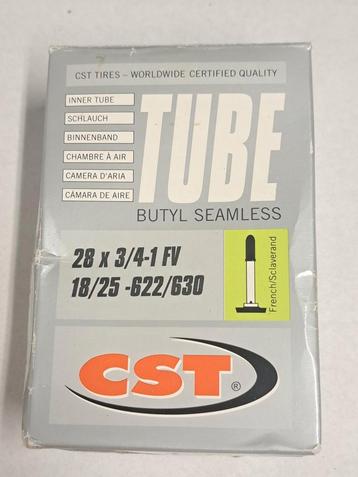 CST TIRES – WORLDWIDE CERTIFIED QUALITY
INNER TUBE
SCHLAUCH
BINNENBAND
CHAMBRE À AIR
CAMERA D'ARIA
CÁMARA DE AIRE
TUBE
BUTYL SEAMLESS
28 x 3/4-1 FV
18/25 -622/630
French/Sclaverand
CST®